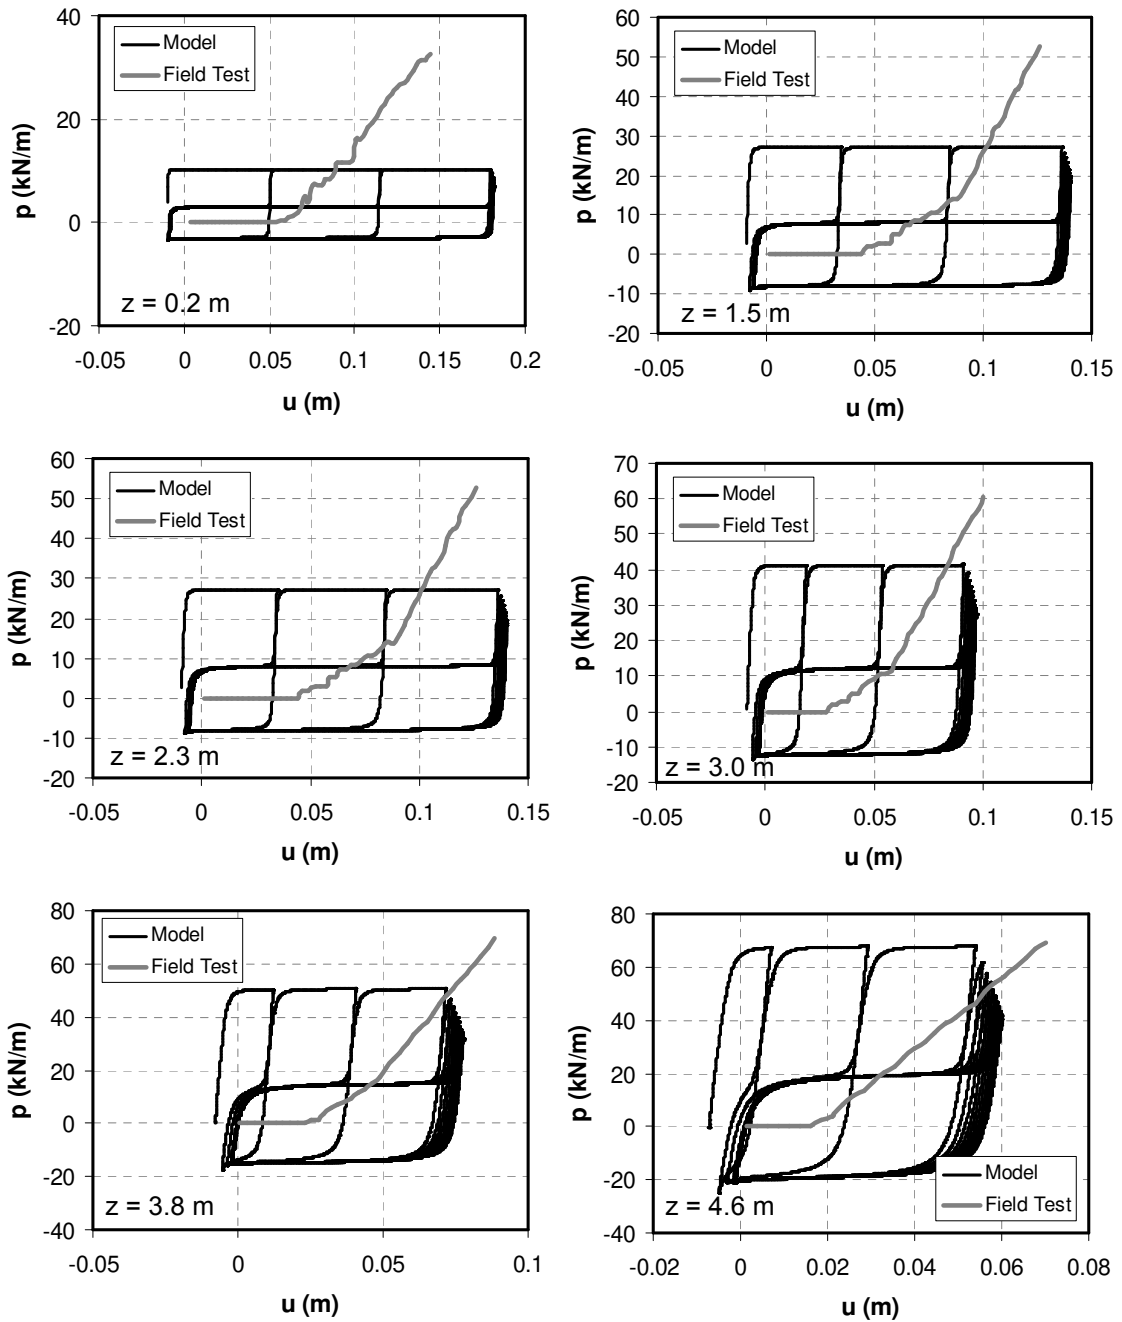 40
20
0
-20
p (kN/m)
Model
Field Test
z = 0.2 m
-0.05 0 0.05 0.1 0.15 0.2
u (m)
60
50
40
30
20
10
0
-10
-20
p (kN/m)
Model
Field Test
z = 1.5 m
-0.05 0 0.05 0.1 0.15
u (m)
60
50
40
30
20
10
0
-10
-20
p (kN/m)
Model
Field Test
z = 2.3 m
-0.05 0 0.05 0.1 0.15
u (m)
70
60
50
40
30
20
10
0
-10
-20
p (kN/m)
Model
Field Test
z = 3.0 m
-0.05 0 0.05 0.1 0.15
u (m)
80
60
40
20
0
-20
-40
p (kN/m)
Model
Field Test
z = 3.8 m
-0.05 0 0.05 0.1
u (m)
80
60
40
20
0
-20
-40
p (kN/m)
Model
Field Test
z = 4.6 m
-0.02 0 0.02 0.04 0.06 0.08
u (m)